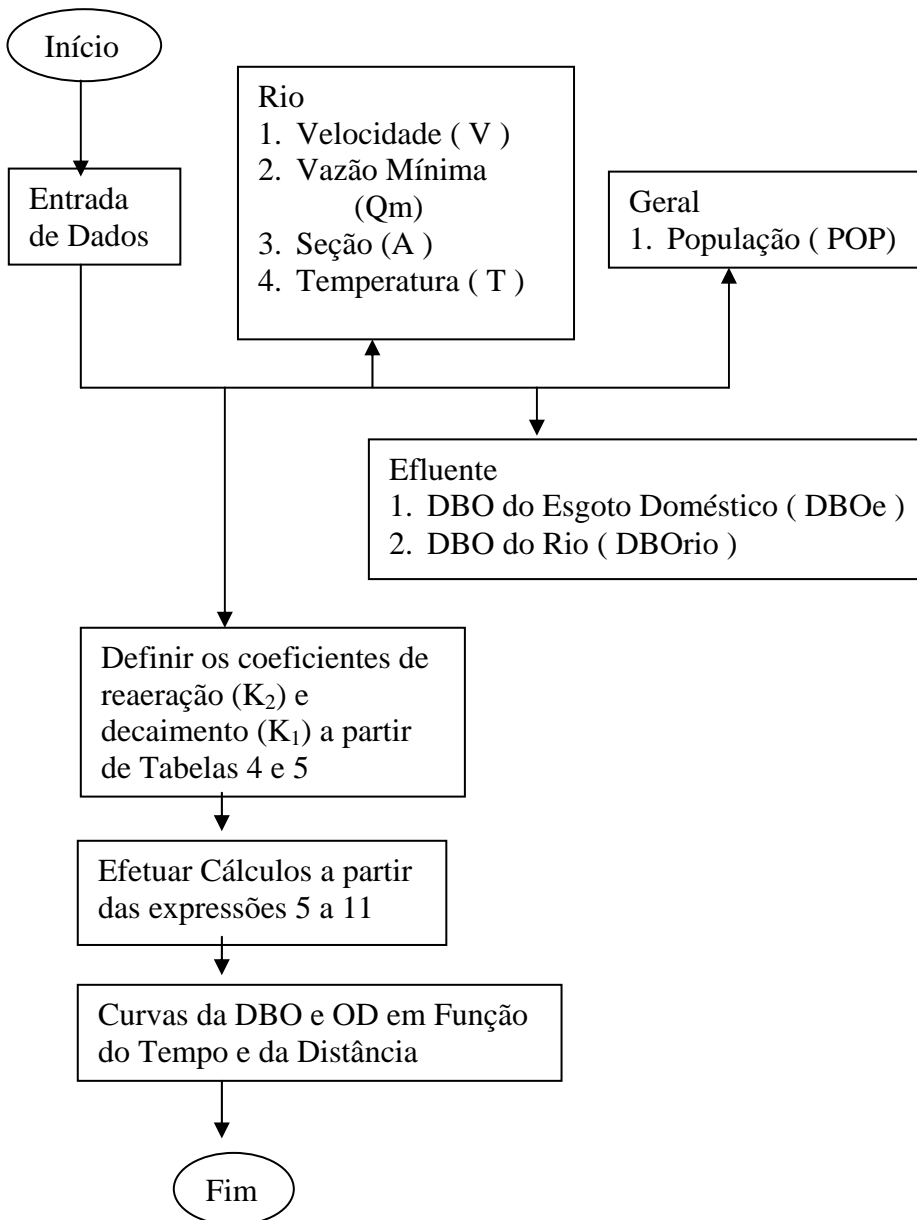 Início
Entrada
de Dados
Rio
1. Velocidade ( V )
2. Vazão Mínima
(Qm)
3. Seção (A )
4. Temperatura ( T )
Geral
1. População ( POP)
Efluente
1. DBO do Esgoto Doméstico ( DBOe )
2. DBO do Rio ( DBOrio )
Definir os coeficientes de
reaeração (K₂) e
decaimento (K₁) a partir
de Tabelas 4 e 5
Efetuar Cálculos a partir
das expressões 5 a 11
Curvas da DBO e OD em Função
do Tempo e da Distância
Fim